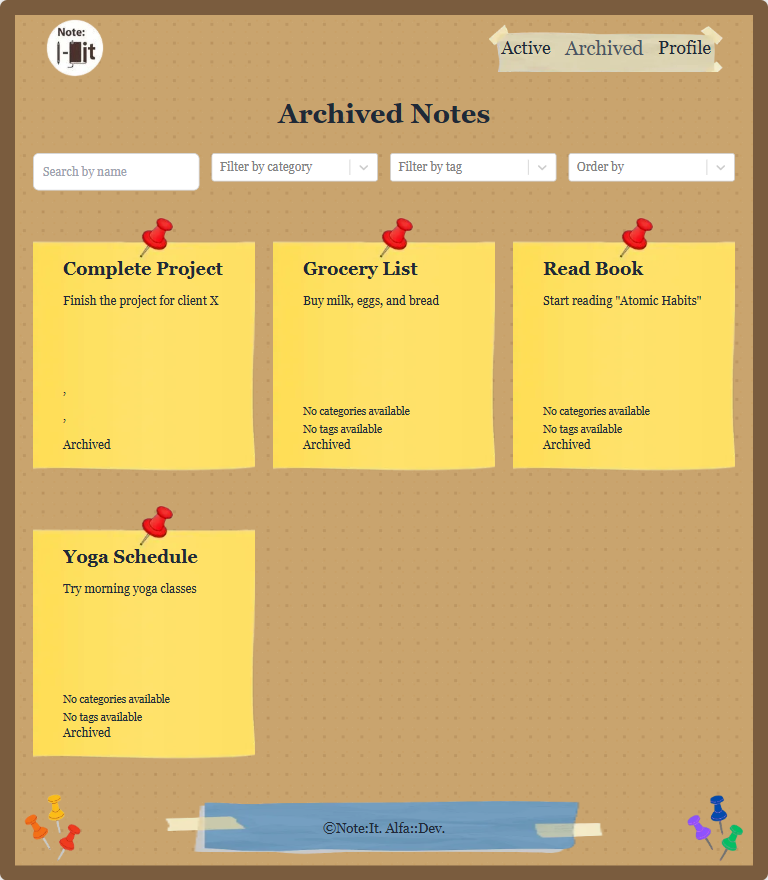 Note:
I-it
Active Archived Profile
Archived Notes
Search by name Filter by category Filter by tag Order by
Complete Project
Finish the project for client X
,
,
Archived
Grocery List
Buy milk, eggs, and bread
No categories available
No tags available
Archived
Read Book
Start reading "Atomic Habits"
No categories available
No tags available
Archived
Yoga Schedule
Try morning yoga classes
No categories available
No tags available
Archived
©Note:It. Alfa::Dev.